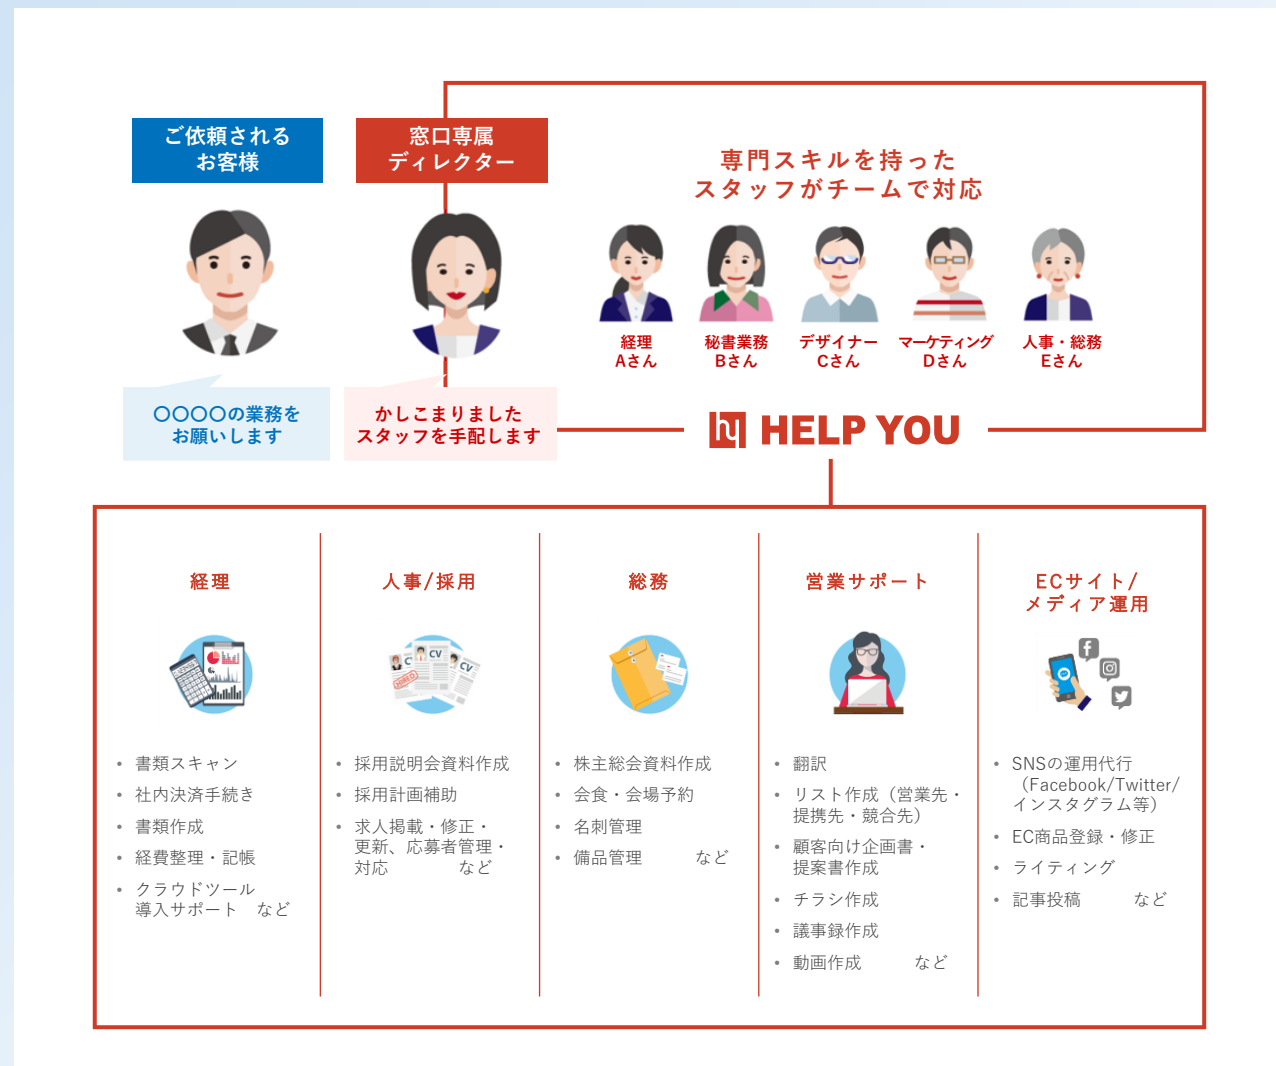 ご依頼される
お客様
窓口専属
ディレクター
専門スキルを持った
スタッフがチームで対応
経理
Aさん
秘書業務
Bさん
デザイナー
Cさん
マーケティング
Dさん
人事・総務
Eさん
〇〇〇〇の業務を
お願いします
かしこまりました
スタッフを手配します
hy HELP YOU
経理
• 書類スキャン
• 社内決済手続き
• 書類作成
• 経費整理・記帳
• クラウドツール
導入サポート など
人事/採用
CV
CV
CV
HIRED
• 採用説明会資料作成
• 採用計画補助
• 求人掲載・修正・
更新、応募者管理・
対応 など
総務
• 株主総会資料作成
• 会食・会場予約
• 名刺管理
• 備品管理 など
営業サポート
• 翻訳
• リスト作成（営業先・
提携先・競合先）
• 顧客向け企画書・
提案書作成
• チラシ作成
• 議事録作成
• 動画作成 など
ECサイト/
メディア運用
• SNSの運用代行
（Facebook/Twitter/
インスタグラム等）
• EC商品登録・修正
• ライティング
• 記事投稿 など